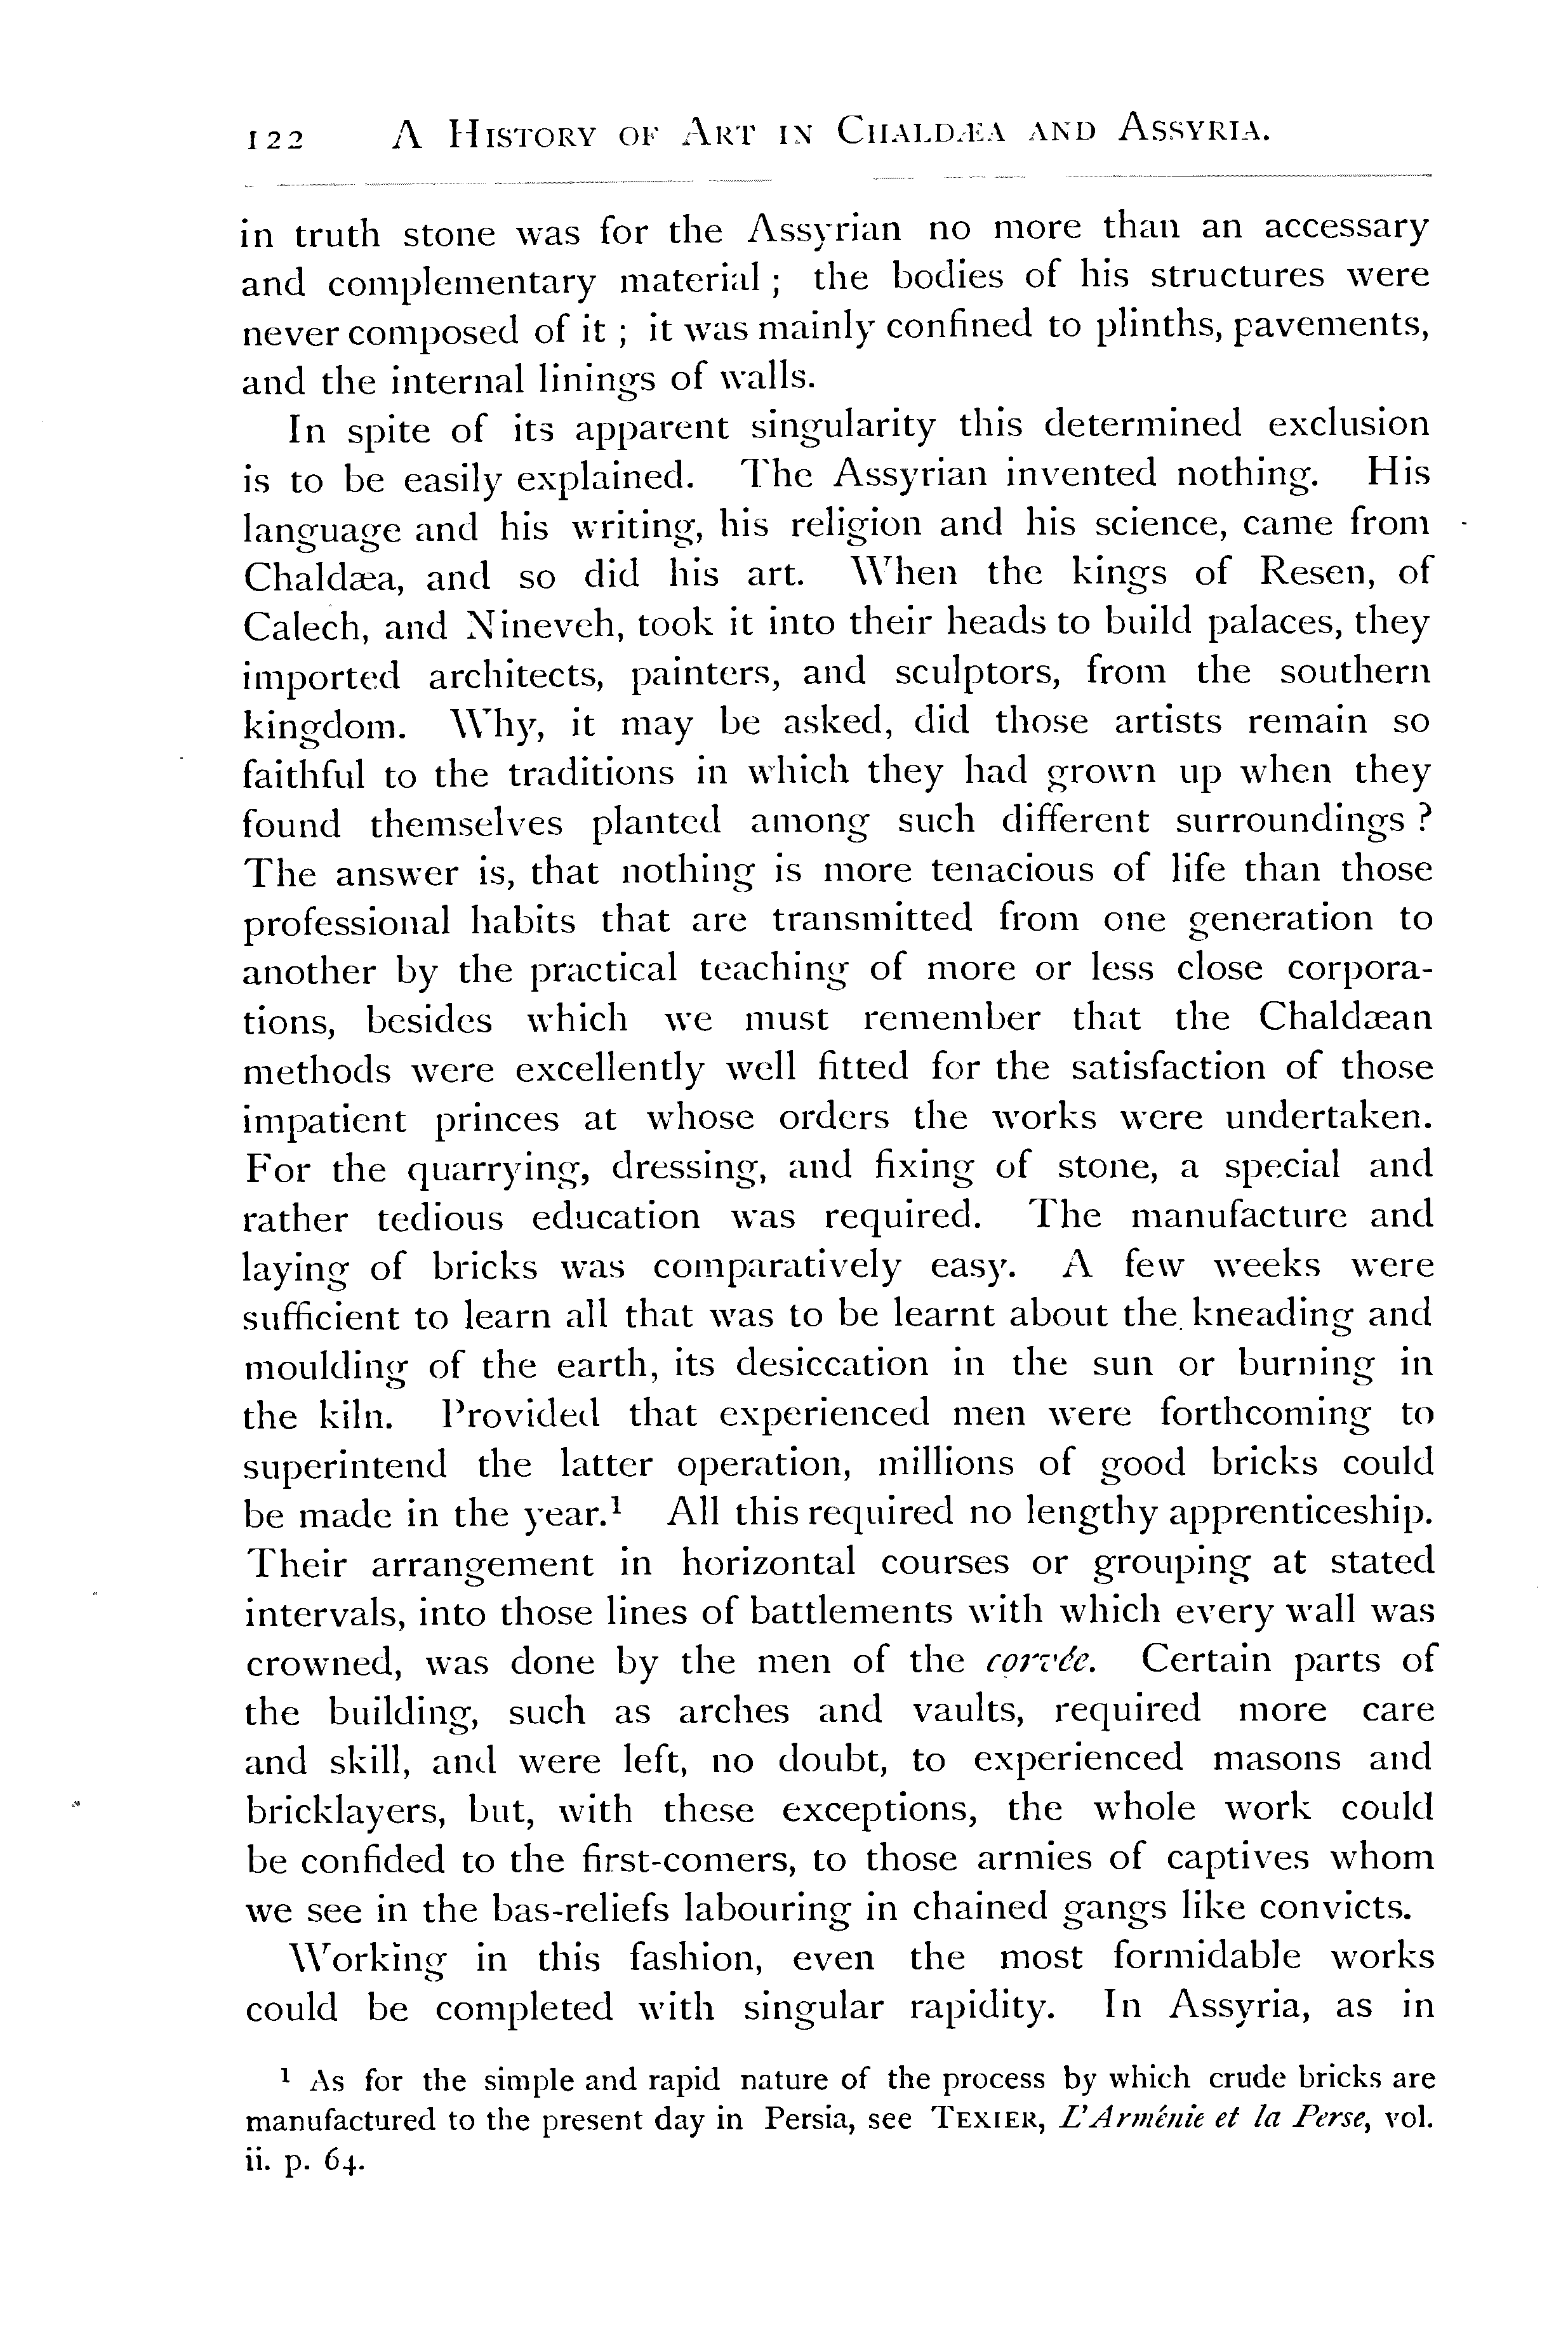 122 A HISTORY OF ART IN CHALDÆA AND ASSYRIA.
in truth stone was for the Assyrian no more than an accessary
and complementary material ; the bodies of his structures were
never composed of it ; it was mainly confined to plinths, pavements,
and the internal linings of walls.
In spite of its apparent singularity this determined exclusion
is to be easily explained. The Assyrian invented nothing. His
language and his writing, his religion and his science, came from
Chaldæa, and so did his art. When the kings of Resen, of
Calech, and Nineveh, took it into their heads to build palaces, they
imported architects, painters, and sculptors, from the southern
kingdom. Why, it may be asked, did those artists remain so
faithful to the traditions in which they had grown up when they
found themselves planted among such different surroundings ?
The answer is, that nothing is more tenacious of life than those
professional habits that are transmitted from one generation to
another by the practical teaching of more or less close corpora-
tions, besides which we must remember that the Chaldæan
methods were excellently well fitted for the satisfaction of those
impatient princes at whose orders the works were undertaken.
For the quarrying, dressing, and fixing of stone, a special and
rather tedious education was required. The manufacture and
laying of bricks was comparatively easy. A few weeks were
sufficient to learn all that was to be learnt about the kneading and
moulding of the earth, its desiccation in the sun or burning in
the kiln. Provided that experienced men were forthcoming to
superintend the latter operation, millions of good bricks could
be made in the year.¹ All this required no lengthy apprenticeship.
Their arrangement in horizontal courses or grouping at stated
intervals, into those lines of battlements with which every wall was
crowned, was done by the men of the corvée. Certain parts of
the building, such as arches and vaults, required more care
and skill, and were left, no doubt, to experienced masons and
bricklayers, but, with these exceptions, the whole work could
be confided to the first-comers, to those armies of captives whom
we see in the bas-reliefs labouring in chained gangs like convicts.
Working in this fashion, even the most formidable works
could be completed with singular rapidity. In Assyria, as in
¹ As for the simple and rapid nature of the process by which crude bricks are
manufactured to the present day in Persia, see TEXIER, L'Arménie et la Perse, vol.
ii. p. 64.